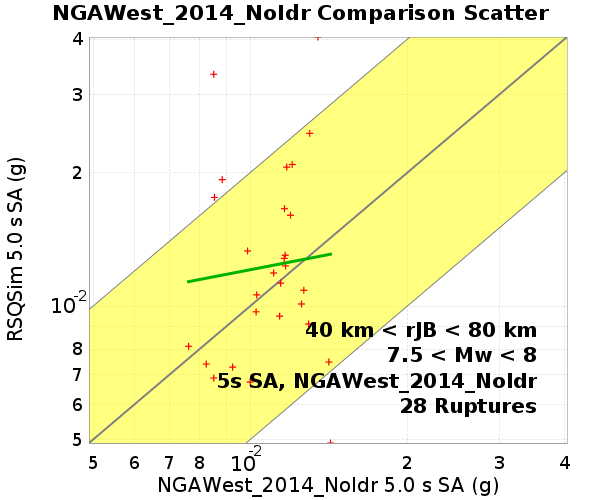 NGAWest_2014_NoIdr Comparison Scatter
4
3
2
10-2
8
7
6
5
RSQSim 5.0 s SA (g)
40 km < rJB < 80 km
7.5 < Mw < 8
5s SA, NGAWest_2014_NoIdr
28 Ruptures
5 6 7 8 10-2 2 3 4
NGAWest_2014_NoIdr 5.0 s SA (g)